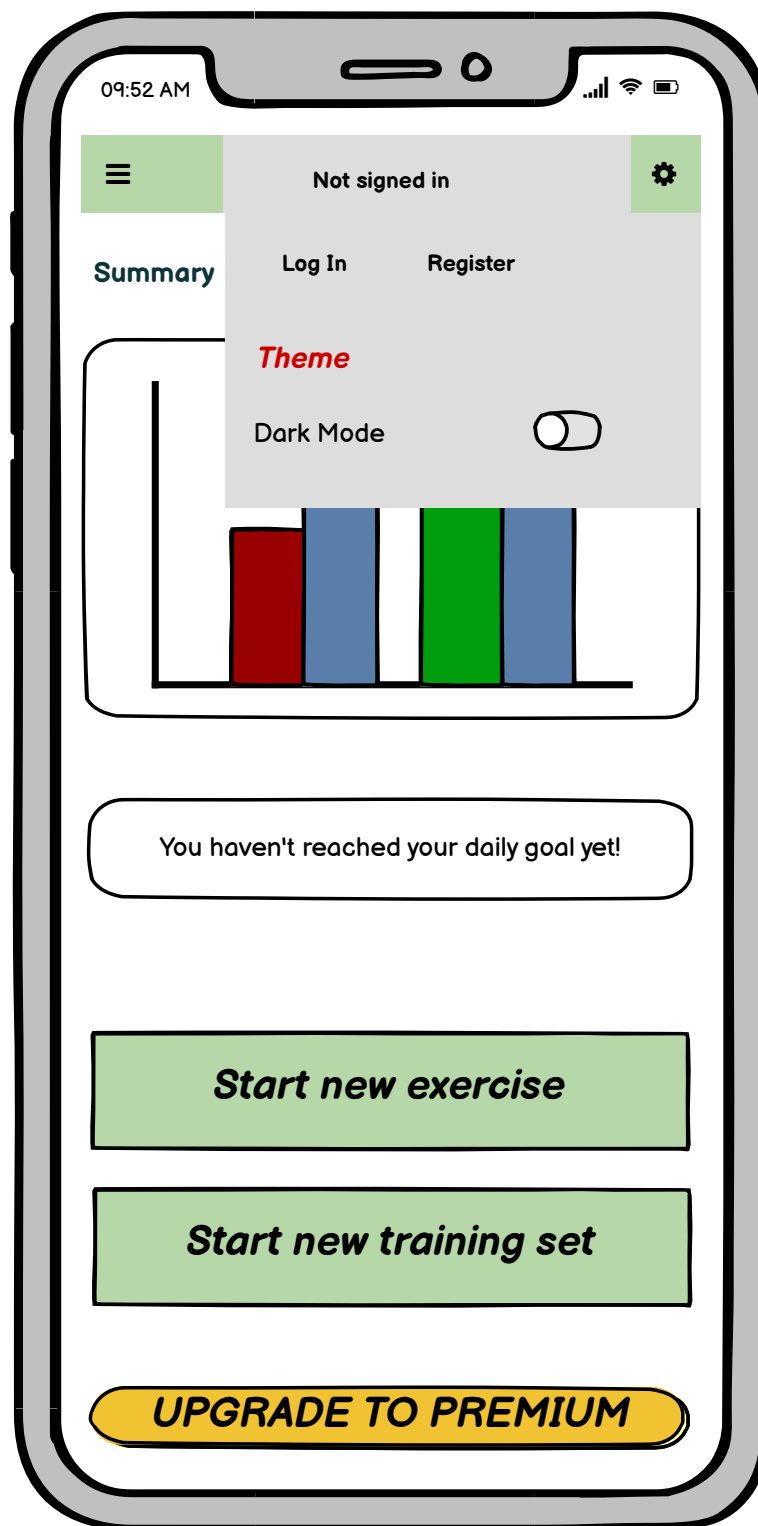 09:52 AM
Not signed in
Log In Register
Summary
Theme
Dark Mode
You haven't reached your daily goal yet!
Start new exercise
Start new training set
UPGRADE TO PREMIUM